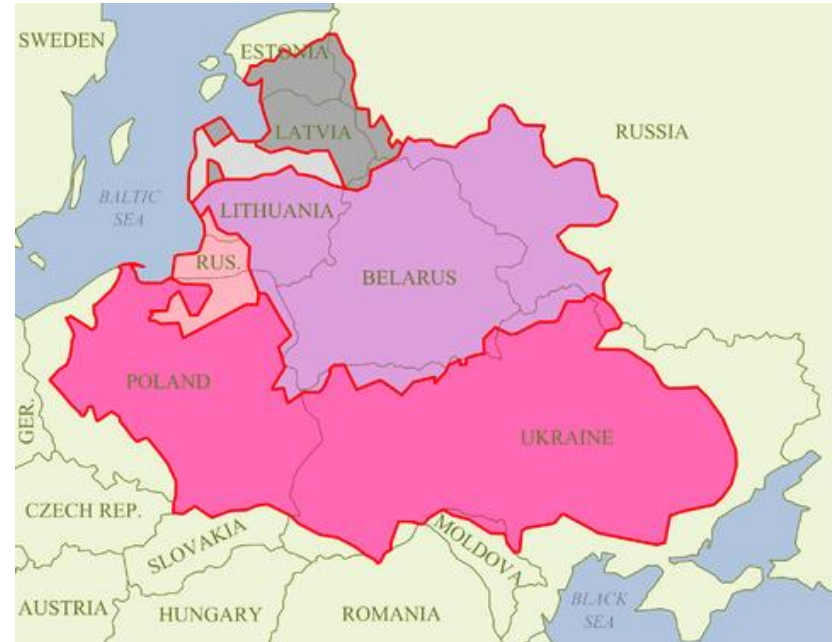 SWEDEN
ESTONIA
LATVIA
RUSSIA
BALTIC
SEA
LITHUANIA
RUS.
BELARUS
POLAND
GER.
UKRAINE
CZECH REP.
SLOVAKIA
MOLDOVA
AUSTRIA
HUNGARY
ROMANIA
BLACK
SEA